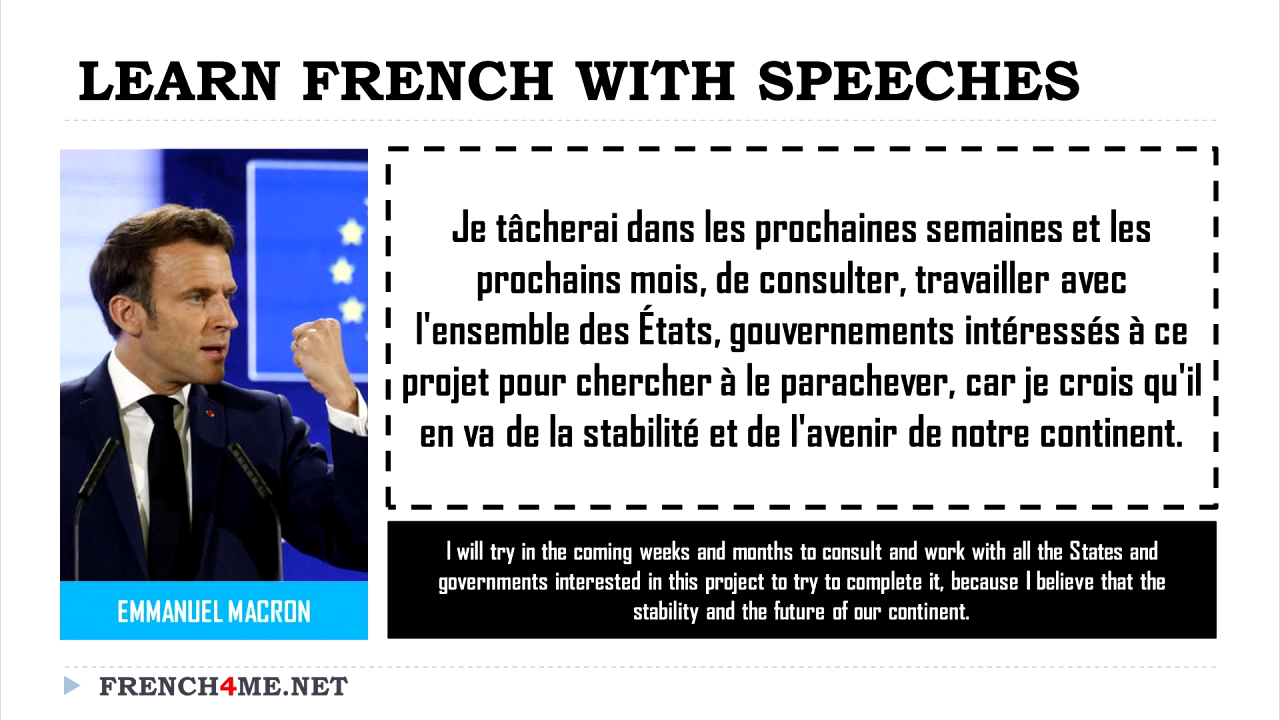 LEARN FRENCH WITH SPEECHES
Je tâcherai dans les prochaines semaines et les
prochains mois, de consulter, travailler avec
l'ensemble des États, gouvernements intéressés à ce
projet pour chercher à le parachever, car je crois qu'il
en va de la stabilité et de l'avenir de notre continent.
I will try in the coming weeks and months to consult and work with all the States and
governments interested in this project to try to complete it, because I believe that the
stability and the future of our continent.
EMMANUEL MACRON
FRENCH4ME.NET